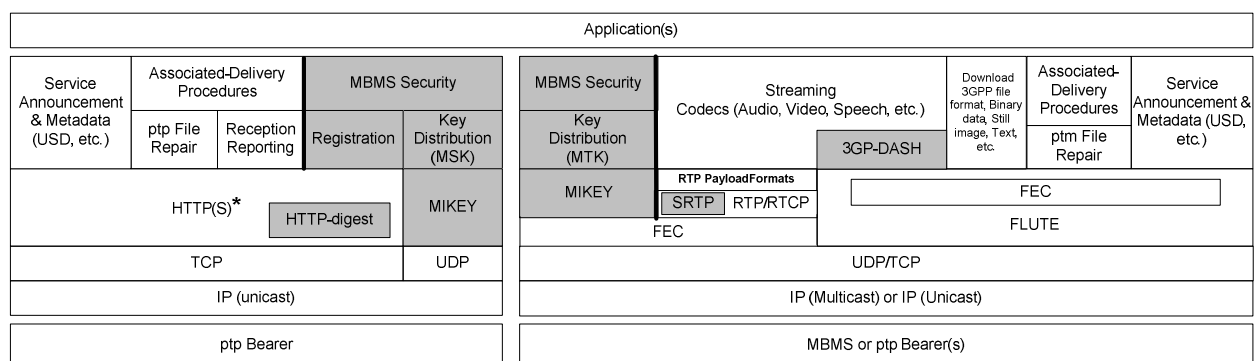 Application(s)
Service
Announcement
& Metadata
(USD, etc.)
Associated-Delivery
Procedures
ptp File
Repair
Reception
Reporting
MBMS Security
Registration
Key
Distribution
(MSK)
HTTP(S)*
HTTP-digest
MIKEY
TCP
UDP
IP (unicast)
ptp Bearer
MBMS Security
Key
Distribution
(MTK)
MIKEY
Streaming
Codecs (Audio, Video, Speech, etc.)
3GP-DASH
RTP PayloadFormats
SRTP
RTP/RTCP
FEC
Download
3GPP file
format, Binary
data, Still
image, Text,
etc.
Associated-
Delivery
Procedures
ptm File
Repair
Service
Announcement &
Metadata (USD,
etc.)
FEC
FLUTE
UDP/TCP
IP (Multicast) or IP (Unicast)
MBMS or ptp Bearer(s)